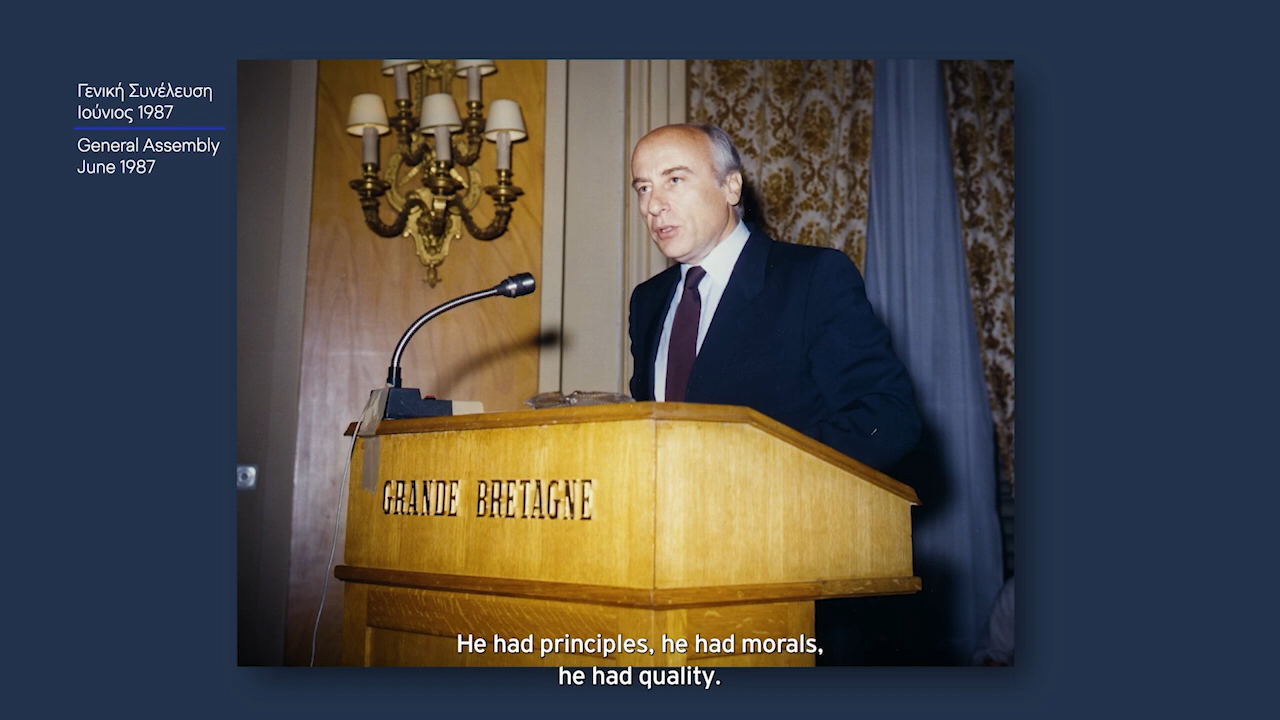 Γενική Συνέλευση
Ιούνιος 1987
General Assembly
June 1987
GRANDE BRETAGNE
He had principles, he had morals,
he had quality.